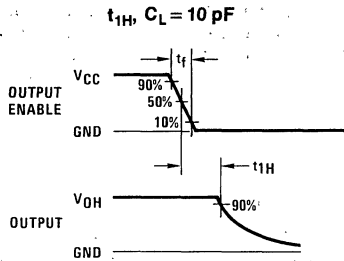 t1H, CL = 10 pF
tf
VCC
90%
OUTPUT
ENABLE
50%
10%
GND
t1H
VOH
90%
OUTPUT
GND